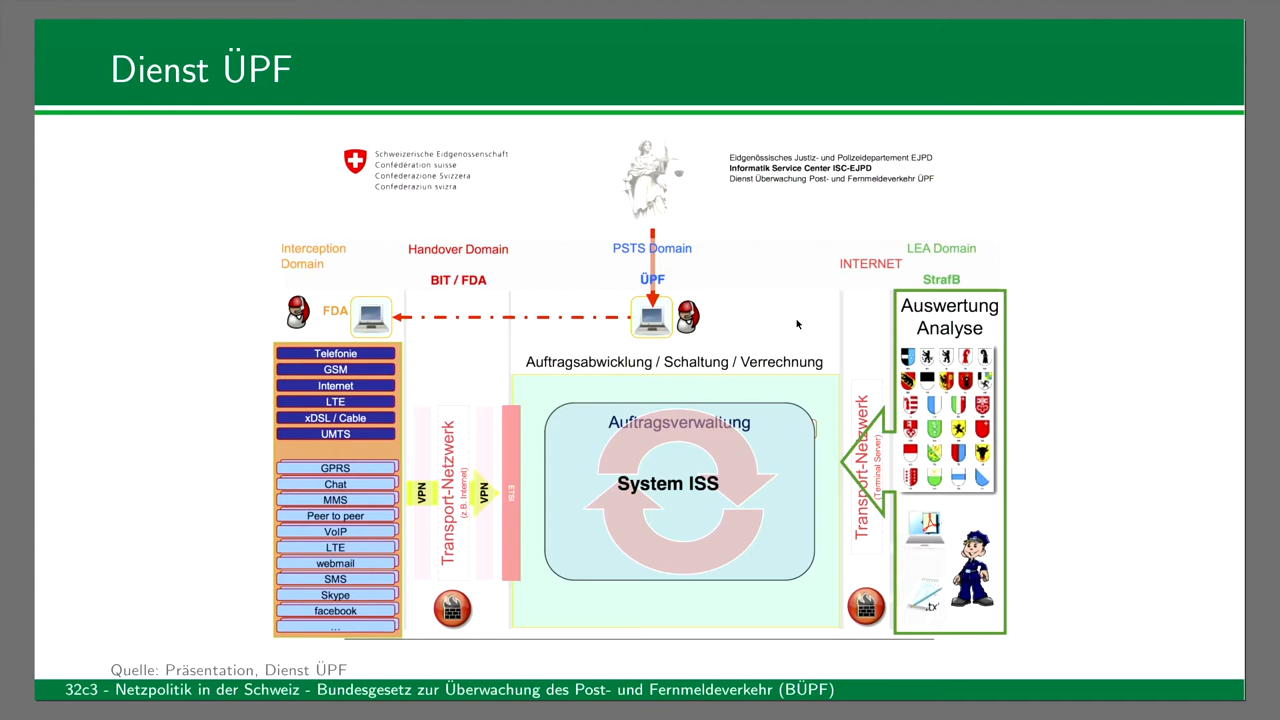 Dienst ÜPF
Schweizerische Eidgenossenschaft
Confédération suisse
Confederazione Svizzera
Confederaziun svizra
Eidgenössisches Justiz- und Polizeidepartement EJPD
Informatik Service Center ISC-EJPD
Dienst Überwachung Post- und Fernmeldeverkehr ÜPF
Interception
Domain
Handover Domain
BIT / FDA
PSTS Domain
ÜPF
INTERNET
LEA Domain
StrafB
FDA
Auswertung
Analyse
Auftragsabwicklung / Schaltung / Verrechnung
Telefonie
GSM
Internet
LTE
xDSL / Cable
UMTS
GPRS
Chat
MMS
Peer to peer
VoIP
LTE
webmail
SMS
Skype
facebook
...
VPN
Transport-Netzwerk
(z.B. Internet)
VPN
ETSI
Auftragsverwaltung
System ISS
Transport-Netzwerk
(Terminal Server)
.tx
Quelle: Präsentation, Dienst ÜPF
32c3 - Netzpolitik in der Schweiz - Bundesgesetz zur Überwachung des Post- und Fernmeldeverkehr (BÜPF)